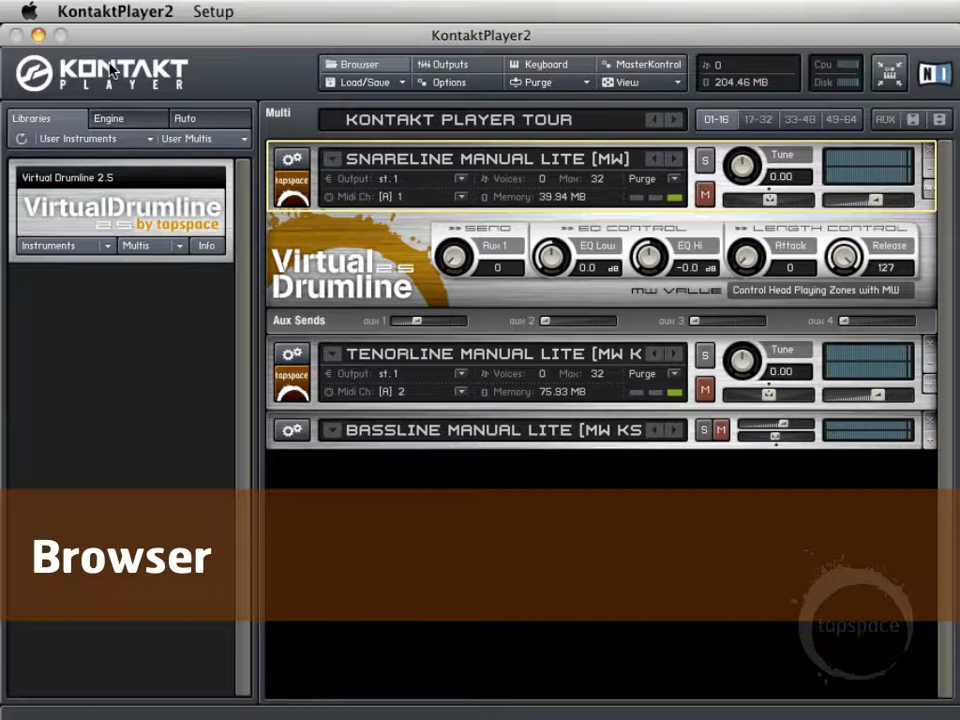 KontaktPlayer2 Setup
KontaktPlayer2
KONTAKT
PLAYER
Browser Outputs Keyboard MasterKontrol
Load/Save Options Purge View
0
204.46 MB
Cpu
Disk
NI
Libraries Engine Auto
User Instruments User Multis
Virtual Drumline 2.5
VirtualDrumline
2.5 by tapspace
Instruments Multis Info
Multi
KONTAKT PLAYER TOUR
01-16 17-32 33-48 49-64 AUX
SNARELINE MANUAL LITE [MW]
tapspace
Output: st.1 Voices: 0 Max: 32 Purge
Midi Ch: [A] 1 Memory: 39.94 MB
S
M
Tune
0.00
Virtual 2.5
Drumline
>> SEND >> EQ CONTROL >> LENGTH CONTROL
Aux 1 EQ Low EQ Hi Attack Release
0 0.0 dB -0.0 dB 0 127
MW VALUE Control Head Playing Zones with MW
Aux Sends aux 1 aux 2 aux 3 aux 4
TENORLINE MANUAL LITE [MW K
tapspace
Output: st.1 Voices: 0 Max: 32 Purge
Midi Ch: [A] 2 Memory: 75.93 MB
S
M
Tune
0.00
BASSLINE MANUAL LITE [MW KS
S M
Browser
tapspace